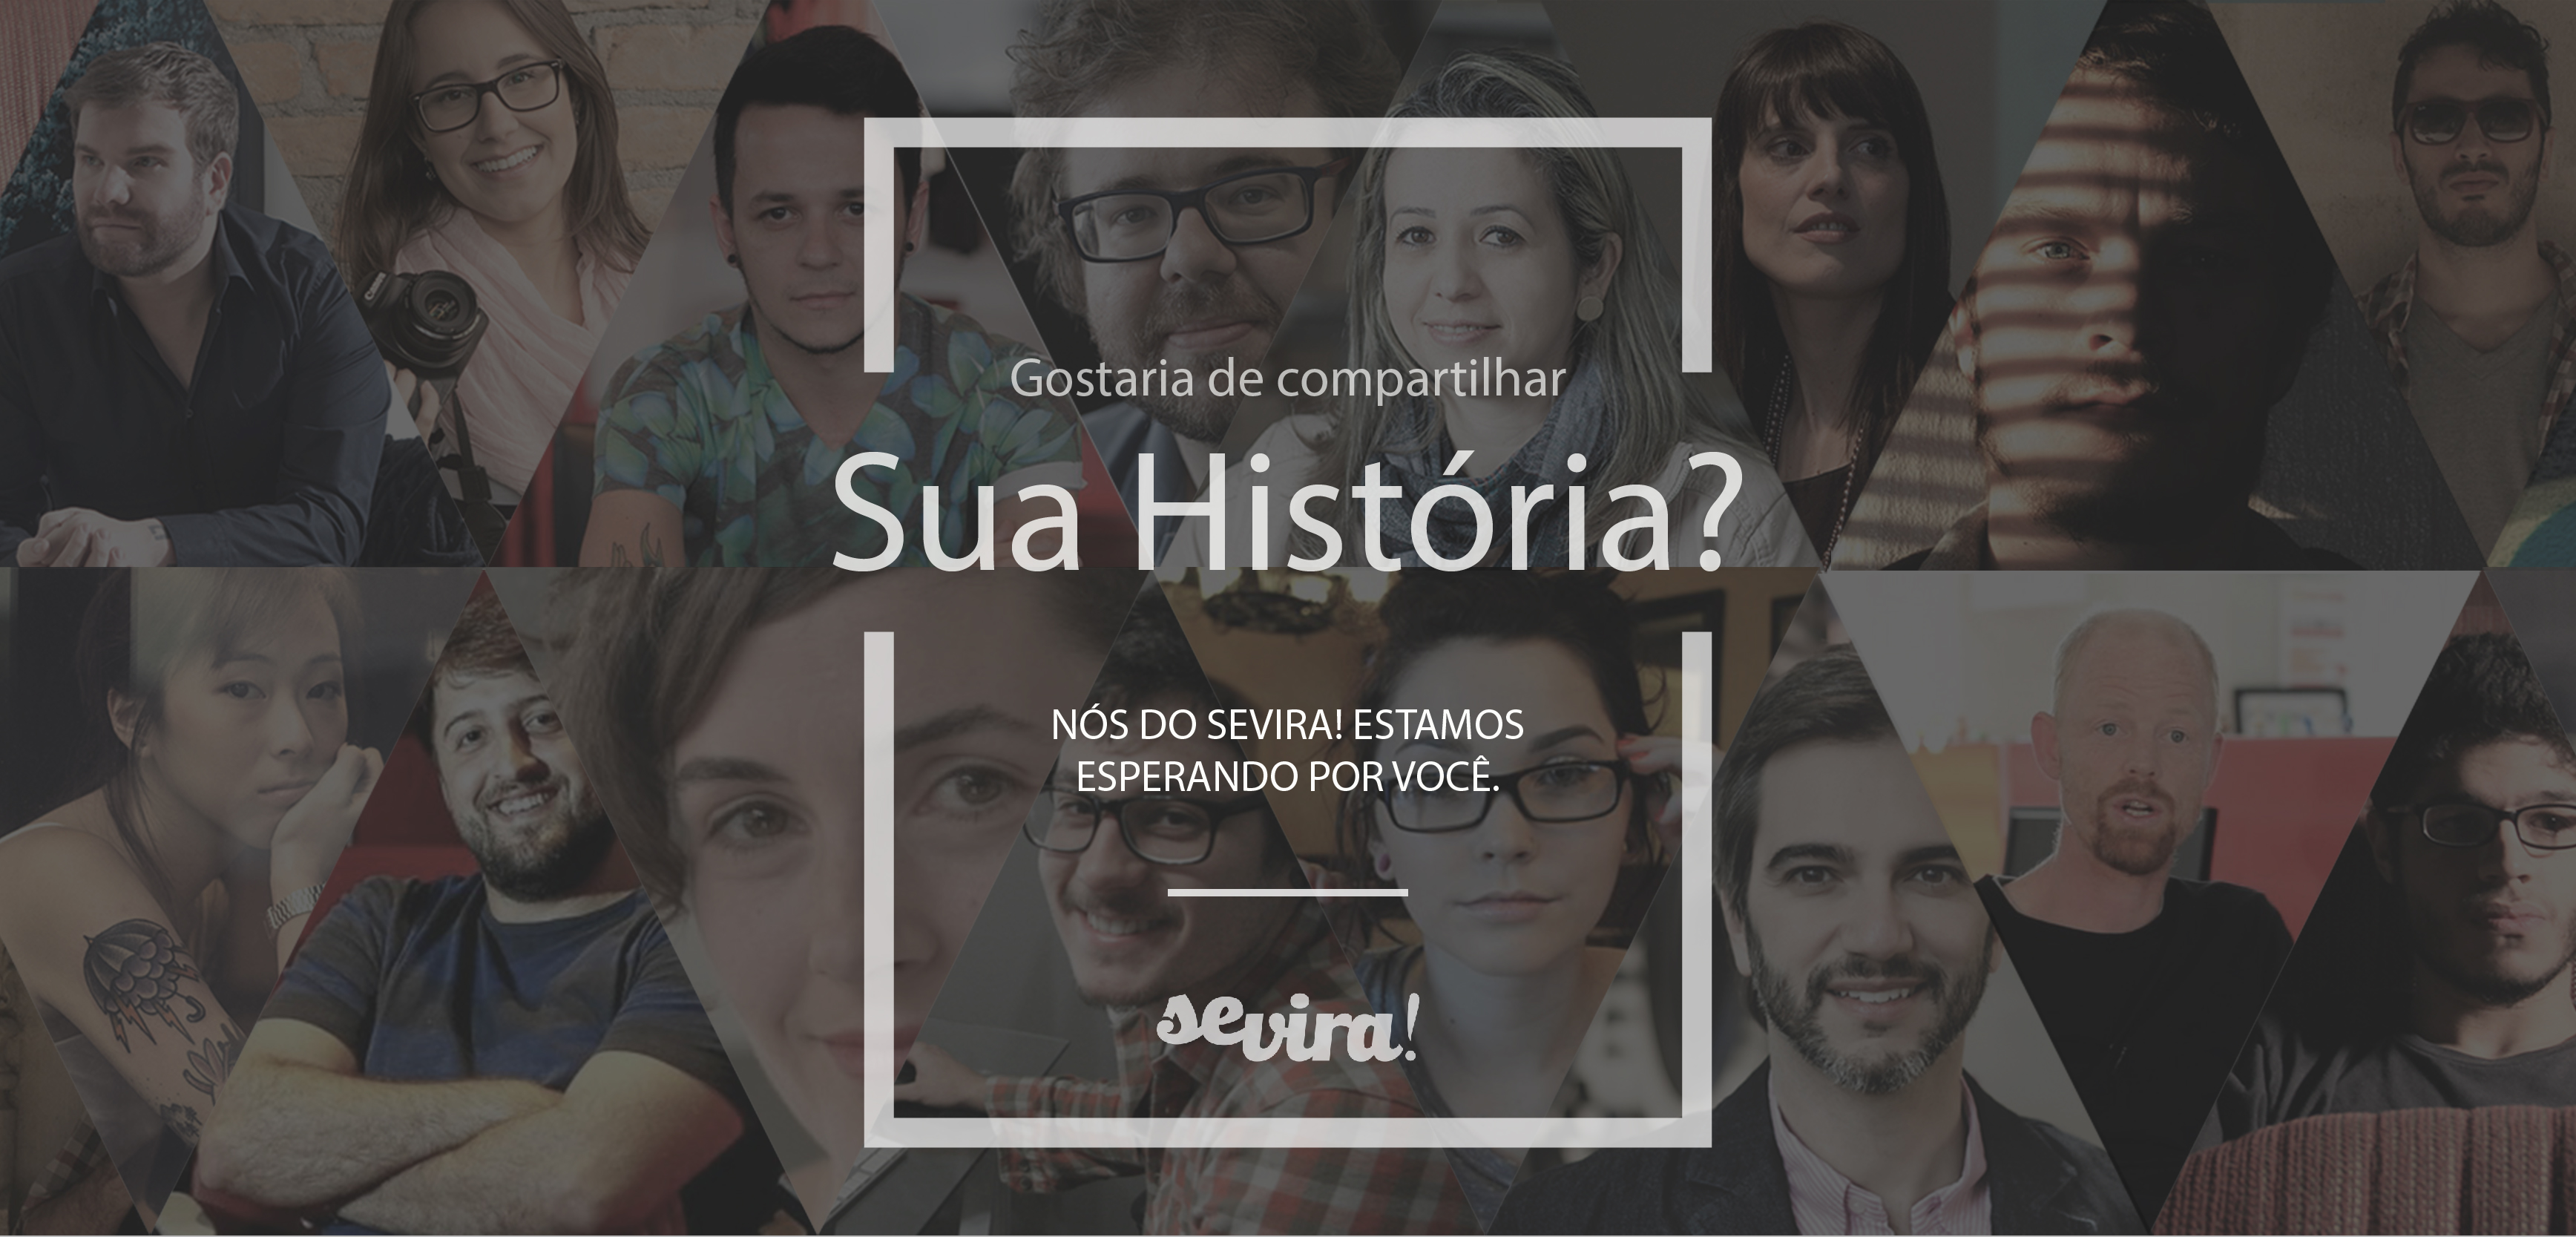 Gostaria de compartilhar
Sua História?
NÓS DO SEVIRA! ESTAMOS
ESPERANDO POR VOCÊ.
sevira!